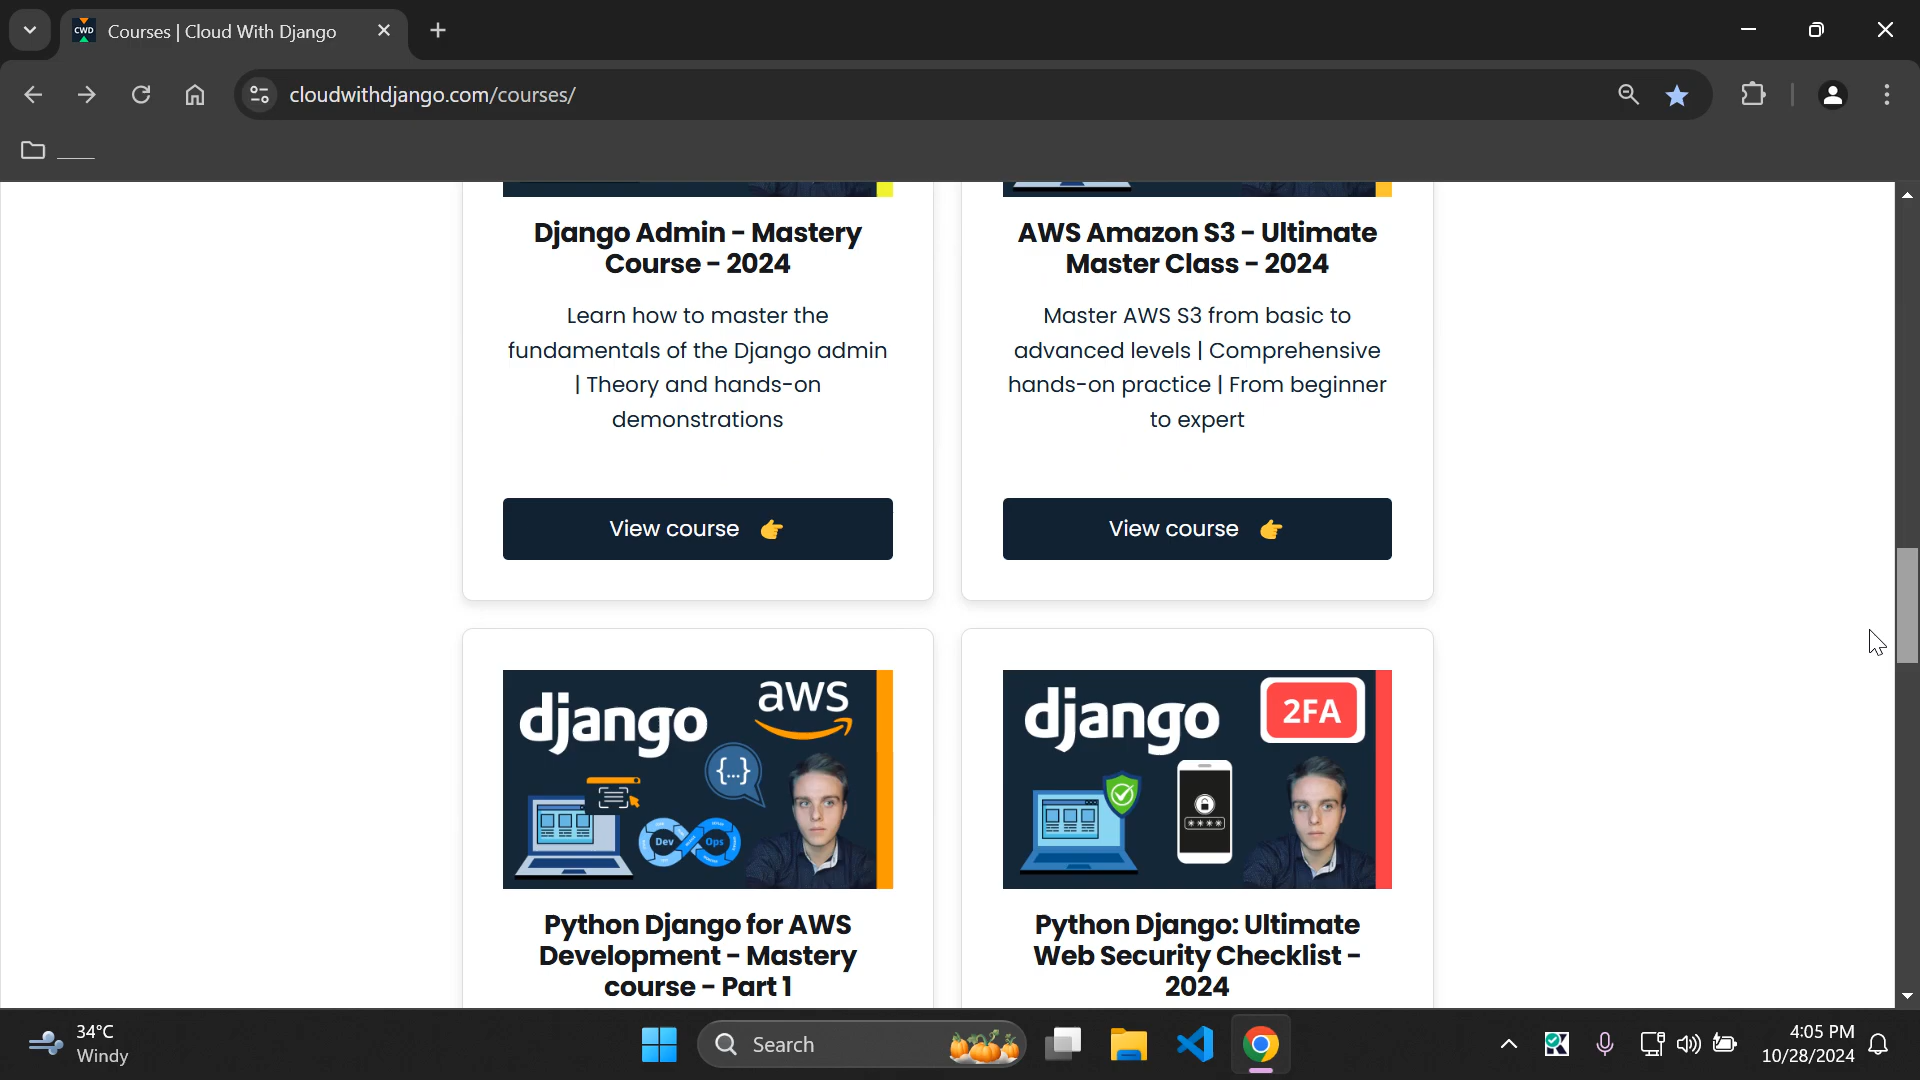 CWD
Courses | Cloud With Django
cloudwithdjango.com/courses/
____
Django Admin - Mastery
Course - 2024
Learn how to master the
fundamentals of the Django admin
| Theory and hands-on
demonstrations
View course 👉
AWS Amazon S3 - Ultimate
Master Class - 2024
Master AWS S3 from basic to
advanced levels | Comprehensive
hands-on practice | From beginner
to expert
View course 👉
django
aws
{...}
Dev Ops
Python Django for AWS
Development - Mastery
course - Part 1
django
2FA
****
Python Django: Ultimate
Web Security Checklist -
2024
34°C
Windy
Search
4:05 PM
10/28/2024